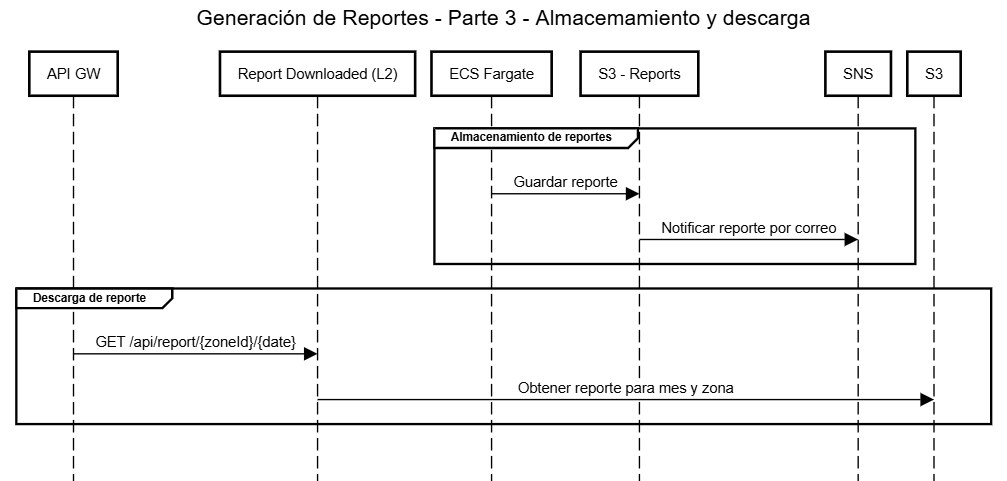 Generación de Reportes - Parte 3 - Almacemamiento y descarga
API GW
Report Downloaded (L2)
ECS Fargate
S3 - Reports
SNS
S3
Almacenamiento de reportes
Guardar reporte
Notificar reporte por correo
Descarga de reporte
GET /api/report/{zoneId}/{date}
Obtener reporte para mes y zona